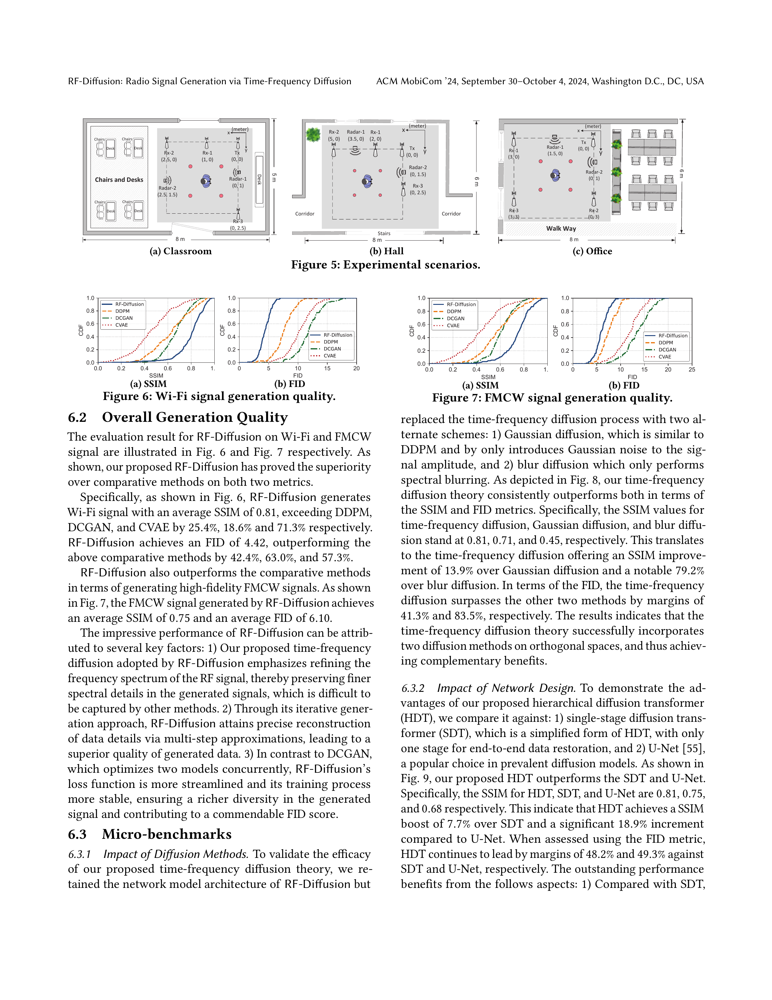 RF-Diffusion: Radio Signal Generation via Time-Frequency Diffusion
ACM MobiCom ’24, September 30–October 4, 2024, Washington D.C., DC, USA
(meter)
x
y
Chairs
Desk
Chairs
Desk
Chairs and Desks
Chairs
Desk
Chairs
Desk
Rx-2
(2.5, 0)
Rx-1
(1, 0)
Tx
(0, 0)
Radar-1
(0, 1)
Radar-2
(2.5, 1.5)
Rx-3
(0, 2.5)
Desk
5 m
8 m
(a) Classroom
(meter)
x
y
Rx-2
(5, 0)
Radar-1
(3.5, 0)
Rx-1
(2, 0)
Tx
(0, 0)
Radar-2
(0, 1.5)
Rx-3
(0, 2.5)
Corridor
Corridor
Stairs
6 m
8 m
(b) Hall
(meter)
x
y
Rx-1
(3, 0)
Radar-1
(1.5, 0)
Tx
(0, 0)
Radar-2
(0, 1)
Rx-3
(3, 3)
Rx-2
(0, 3)
Walk Way
6 m
8 m
(c) Office
Figure 5: Experimental scenarios.
1.0
0.8
0.6
0.4
0.2
0.0
CDF
RF-Diffusion
DDPM
DCGAN
CVAE
0.0 0.2 0.4 0.6 0.8 1.
SSIM
(a) SSIM
1.0
0.8
0.6
0.4
0.2
0.0
CDF
RF-Diffusion
DDPM
DCGAN
CVAE
0 5 10 15 20
FID
(b) FID
Figure 6: Wi-Fi signal generation quality.
1.0
0.8
0.6
0.4
0.2
0.0
CDF
RF-Diffusion
DDPM
DCGAN
CVAE
0.0 0.2 0.4 0.6 0.8 1.
SSIM
(a) SSIM
1.0
0.8
0.6
0.4
0.2
0.0
CDF
RF-Diffusion
DDPM
DCGAN
CVAE
0 5 10 15 20 25
FID
(b) FID
Figure 7: FMCW signal generation quality.
6.2 Overall Generation Quality
The evaluation result for RF-Diffusion on Wi-Fi and FMCW
signal are illustrated in Fig. 6 and Fig. 7 respectively. As
shown, our proposed RF-Diffusion has proved the superiority
over comparative methods on both two metrics.
Specifically, as shown in Fig. 6, RF-Diffusion generates
Wi-Fi signal with an average SSIM of 0.81, exceeding DDPM,
DCGAN, and CVAE by 25.4%, 18.6% and 71.3% respectively.
RF-Diffusion achieves an FID of 4.42, outperforming the
above comparative methods by 42.4%, 63.0%, and 57.3%.
RF-Diffusion also outperforms the comparative methods
in terms of generating high-fidelity FMCW signals. As shown
in Fig. 7, the FMCW signal generated by RF-Diffusion achieves
an average SSIM of 0.75 and an average FID of 6.10.
The impressive performance of RF-Diffusion can be attrib-
uted to several key factors: 1) Our proposed time-frequency
diffusion adopted by RF-Diffusion emphasizes refining the
frequency spectrum of the RF signal, thereby preserving finer
spectral details in the generated signals, which is difficult to
be captured by other methods. 2) Through its iterative gener-
ation approach, RF-Diffusion attains precise reconstruction
of data details via multi-step approximations, leading to a
superior quality of generated data. 3) In contrast to DCGAN,
which optimizes two models concurrently, RF-Diffusion’s
loss function is more streamlined and its training process
more stable, ensuring a richer diversity in the generated
signal and contributing to a commendable FID score.
6.3 Micro-benchmarks
6.3.1 Impact of Diffusion Methods. To validate the efficacy
of our proposed time-frequency diffusion theory, we re-
tained the network model architecture of RF-Diffusion but
replaced the time-frequency diffusion process with two al-
ternate schemes: 1) Gaussian diffusion, which is similar to
DDPM and by only introduces Gaussian noise to the sig-
nal amplitude, and 2) blur diffusion which only performs
spectral blurring. As depicted in Fig. 8, our time-frequency
diffusion theory consistently outperforms both in terms of
the SSIM and FID metrics. Specifically, the SSIM values for
time-frequency diffusion, Gaussian diffusion, and blur diffu-
sion stand at 0.81, 0.71, and 0.45, respectively. This translates
to the time-frequency diffusion offering an SSIM improve-
ment of 13.9% over Gaussian diffusion and a notable 79.2%
over blur diffusion. In terms of the FID, the time-frequency
diffusion surpasses the other two methods by margins of
41.3% and 83.5%, respectively. The results indicates that the
time-frequency diffusion theory successfully incorporates
two diffusion methods on orthogonal spaces, and thus achiev-
ing complementary benefits.
6.3.2 Impact of Network Design. To demonstrate the ad-
vantages of our proposed hierarchical diffusion transformer
(HDT), we compare it against: 1) single-stage diffusion trans-
former (SDT), which is a simplified form of HDT, with only
one stage for end-to-end data restoration, and 2) U-Net [55],
a popular choice in prevalent diffusion models. As shown in
Fig. 9, our proposed HDT outperforms the SDT and U-Net.
Specifically, the SSIM for HDT, SDT, and U-Net are 0.81, 0.75,
and 0.68 respectively. This indicate that HDT achieves a SSIM
boost of 7.7% over SDT and a significant 18.9% increment
compared to U-Net. When assessed using the FID metric,
HDT continues to lead by margins of 48.2% and 49.3% against
SDT and U-Net, respectively. The outstanding performance
benefits from the follows aspects: 1) Compared with SDT,